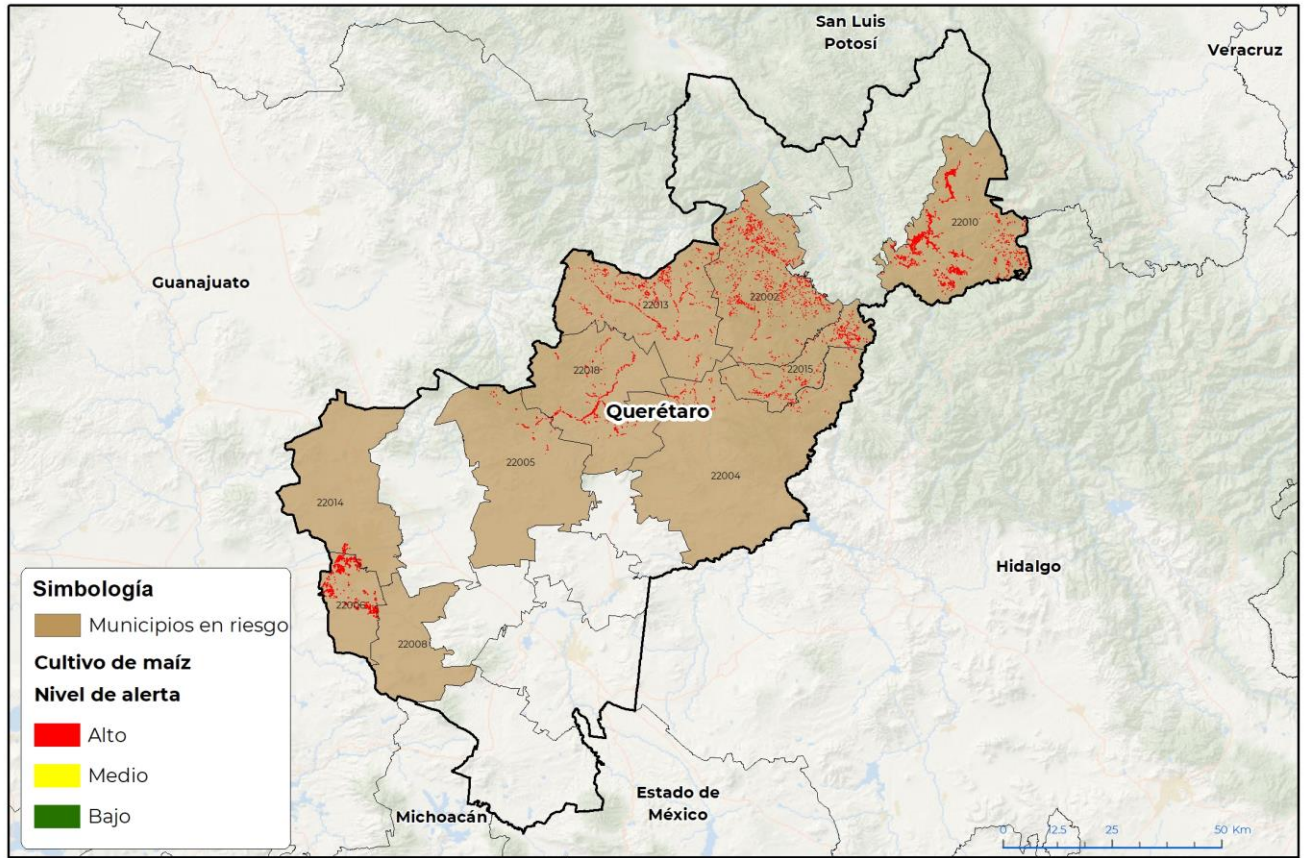 San Luis
Potosí
Veracruz
Guanajuato
22010
22013
22002
22018
22015
Querétaro
22005
22004
22014
Hidalgo
22006
22008
Michoacán
Estado de
México
Simbología
Municipios en riesgo
Cultivo de maíz
Nivel de alerta
Alto
Medio
Bajo
0 12.5 25 50 Km